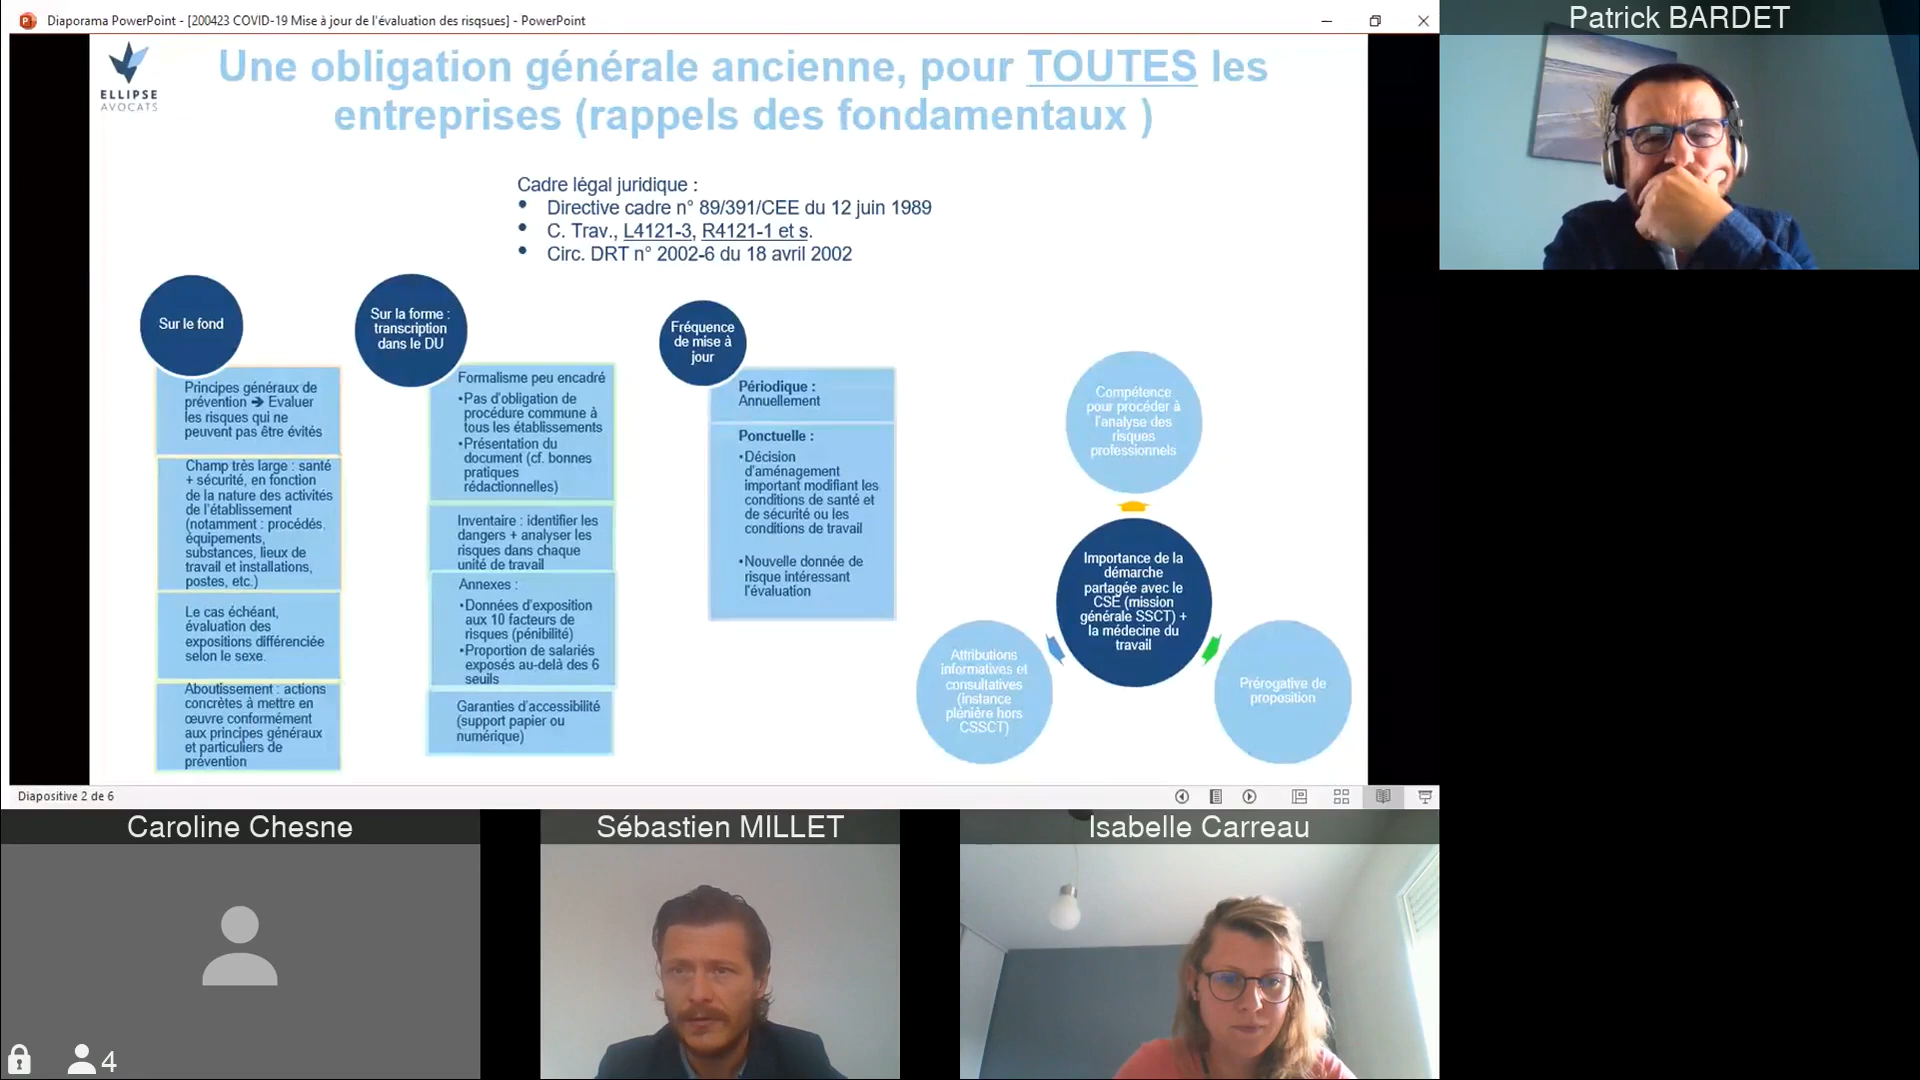 Diaporama PowerPoint - [200423 COVID-19 Mise à jour de l'évaluation des risqsues] - PowerPoint
Patrick BARDET
ELLIPSE
AVOCATS
Une obligation générale ancienne, pour TOUTES les
entreprises (rappels des fondamentaux )
Cadre légal juridique :
• Directive cadre n° 89/391/CEE du 12 juin 1989
• C. Trav., L4121-3, R4121-1 et s.
• Circ. DRT n° 2002-6 du 18 avril 2002
Sur le fond
Principes généraux de
prévention ➔ Evaluer
les risques qui ne
peuvent pas être évités
Champ très large : santé
+ sécurité, en fonction
de la nature des activités
de l'établissement
(notamment : procédés,
équipements,
substances, lieux de
travail et installations,
postes, etc.)
Le cas échéant,
évaluation des
expositions différenciée
selon le sexe.
Aboutissement : actions
concrètes à mettre en
œuvre conformément
aux principes généraux
et particuliers de
prévention
Sur la forme :
transcription
dans le DU
Formalisme peu encadré
•Pas d'obligation de
procédure commune à
tous les établissements
•Présentation du
document (cf. bonnes
pratiques
rédactionnelles)
Inventaire : identifier les
dangers + analyser les
risques dans chaque
unité de travail
Annexes :
•Données d'exposition
aux 10 facteurs de
risques (pénibilité)
•Proportion de salariés
exposés au-delà des 6
seuils
Garanties d'accessibilité
(support papier ou
numérique)
Fréquence
de mise à
jour
Périodique :
Annuellement
Ponctuelle :
•Décision
d'aménagement
important modifiant les
conditions de santé et
de sécurité ou les
conditions de travail
•Nouvelle donnée de
risque intéressant
l'évaluation
Compétence
pour procéder à
l'analyse des
risques
professionnels
Importance de la
démarche
partagée avec le
CSE (mission
générale SSCT) +
la médecine du
travail
Attributions
informatives et
consultatives
(instance
plénière hors
CSSCT)
Prérogative de
proposition
Diapositive 2 de 6
Caroline Chesne
Sébastien MILLET
Isabelle Carreau
4